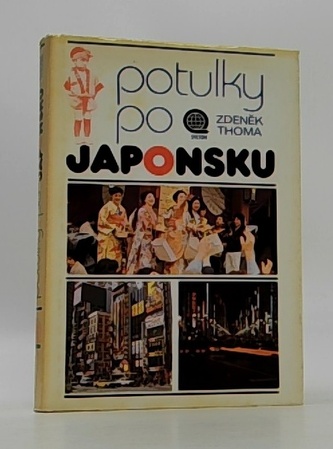 potulky
po
ZDENĚK
THOMA
JAPONSKU